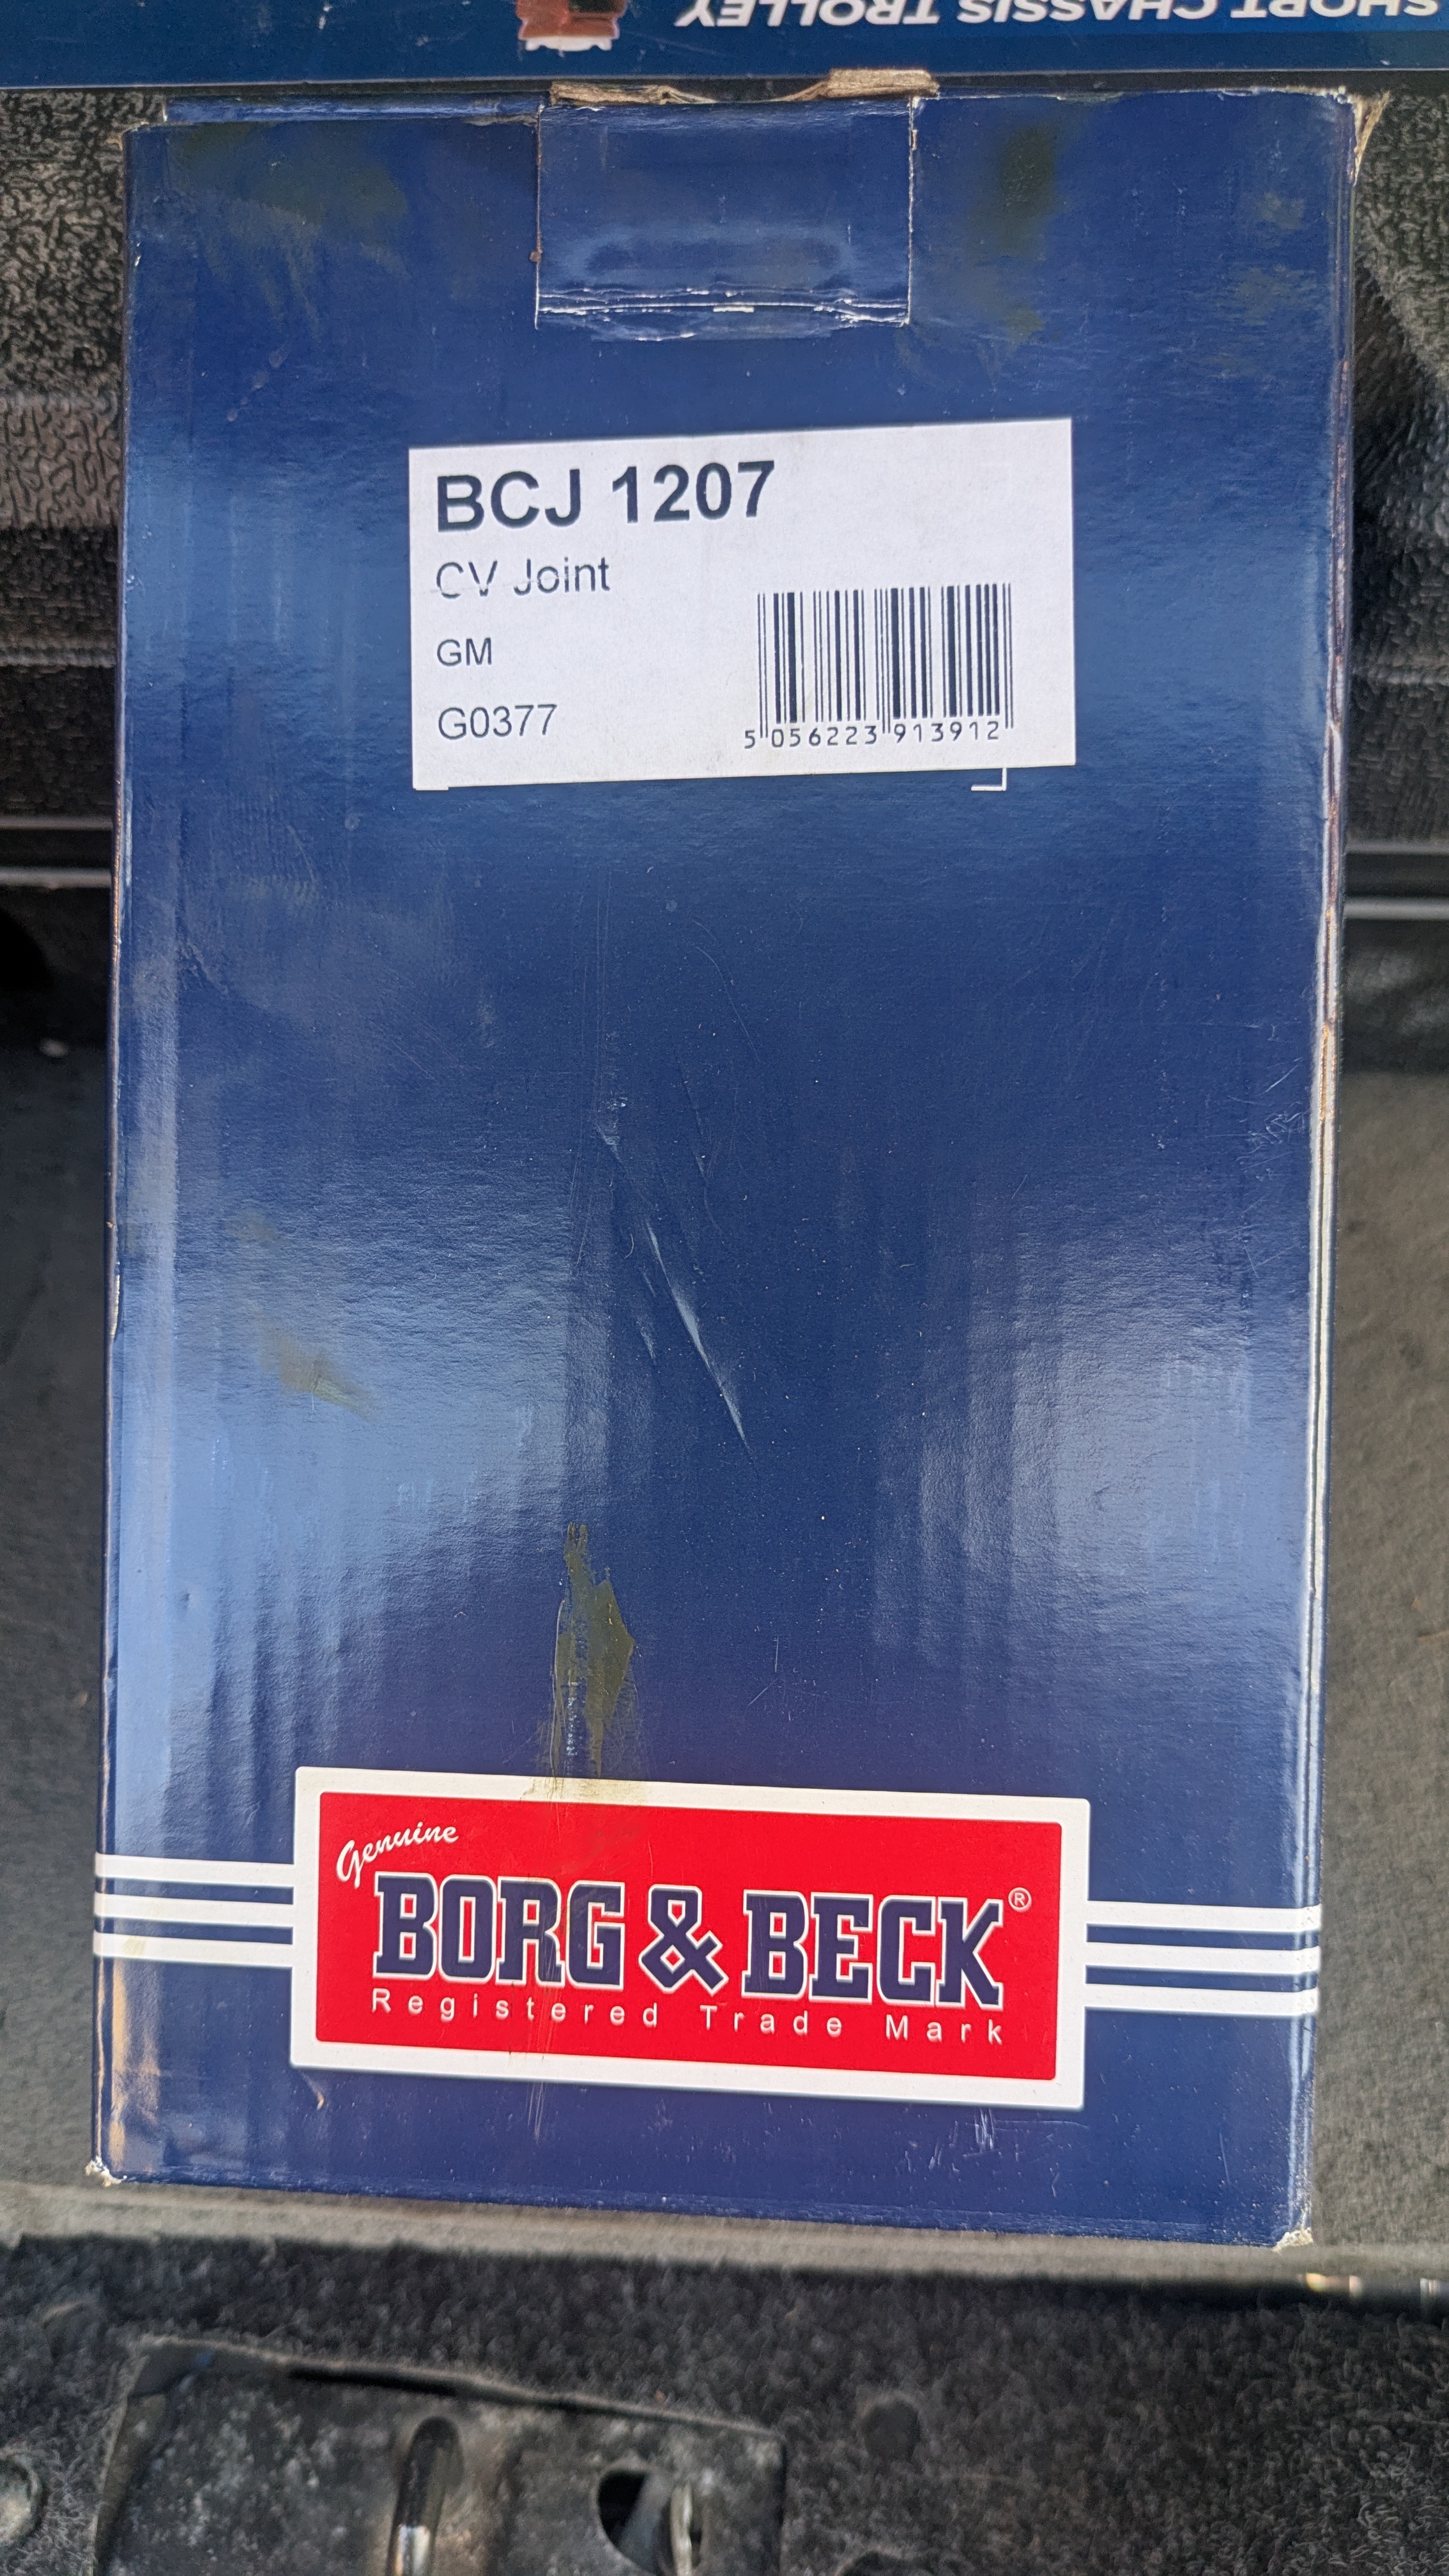 SHORT CHASSIS TROLLEY
BCJ 1207
CV Joint
GM
G0377
5 056223 913912
Genuine
BORG & BECK®
Registered Trade Mark